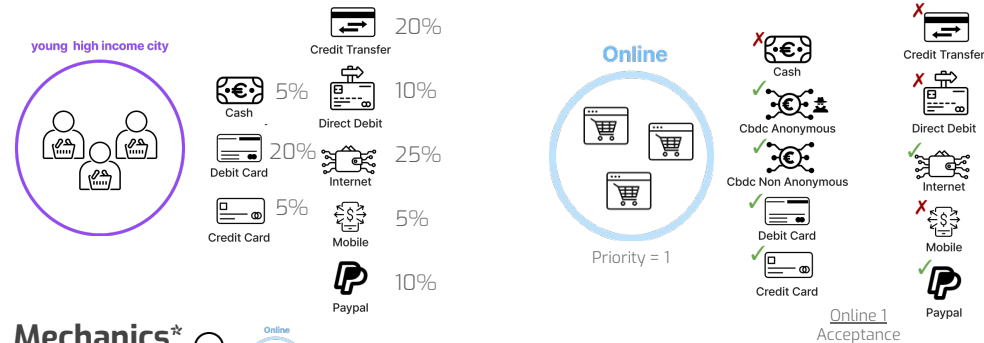 young high income city
Cash
5%
Debit Card
20%
Credit Card
5%
Credit Transfer
20%
Direct Debit
10%
Internet
25%
Mobile
5%
Paypal
10%
Online
Priority = 1
Cash
Cbdc Anonymous
Cbdc Non Anonymous
Debit Card
Credit Card
Credit Transfer
Direct Debit
Internet
Mobile
Paypal
Online 1
Acceptance
Mechanics*
Online